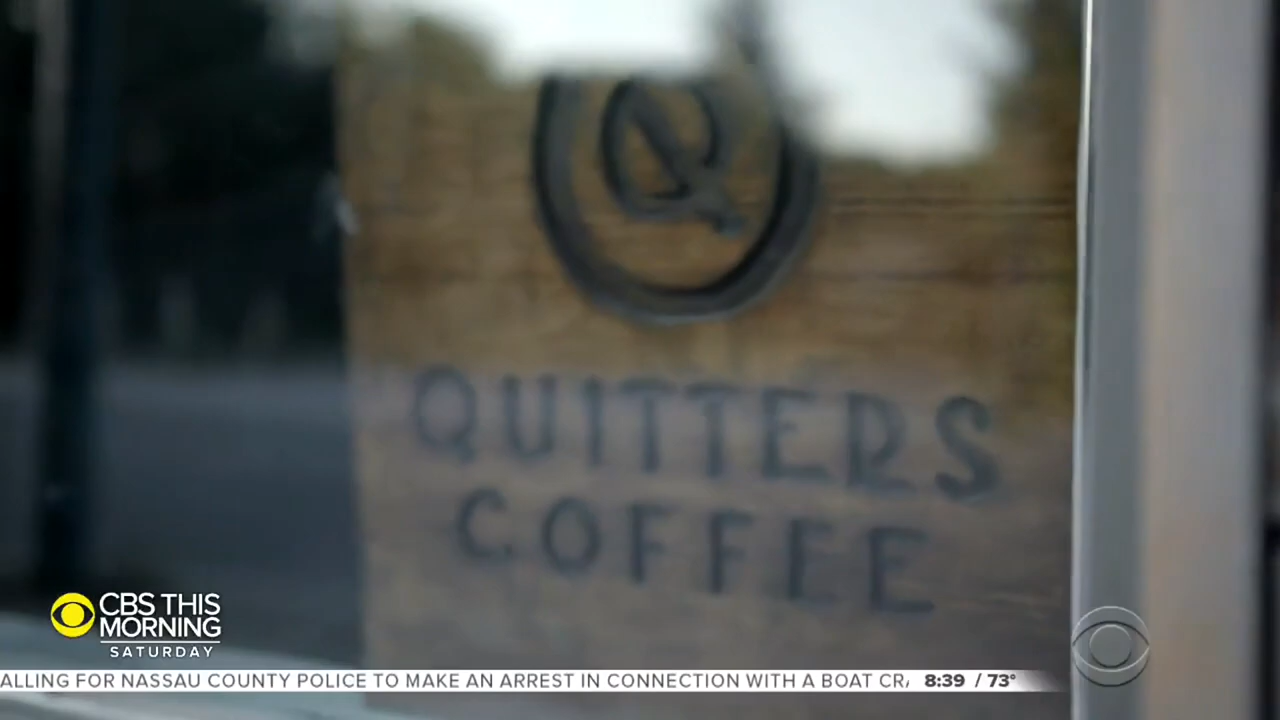 Q
QUITTERS
COFFEE
CBS THIS
MORNING
SATURDAY
ALLING FOR NASSAU COUNTY POLICE TO MAKE AN ARREST IN CONNECTION WITH A BOAT CR
8:39 / 73°